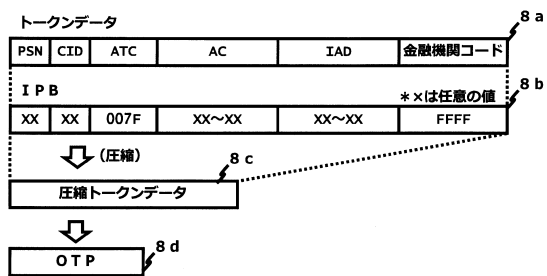 トークンデータ
8a
PSN CID ATC AC IAD 金融機関コード
IPB
*×は任意の値
8b
XX XX 007F XX〜XX XX〜XX FFFF
(圧縮)
8c
圧縮トークンデータ
OTP
8d